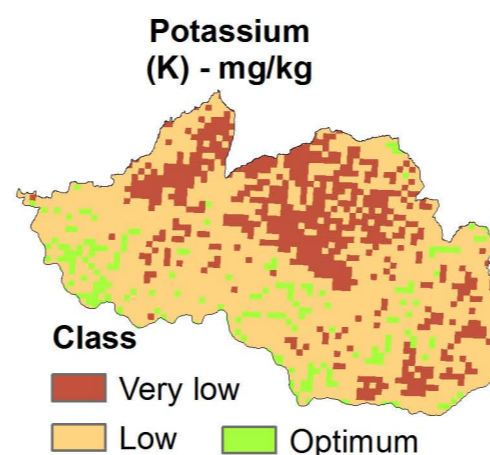 Potassium
(K) - mg/kg
Class
Very low
Low
Optimum